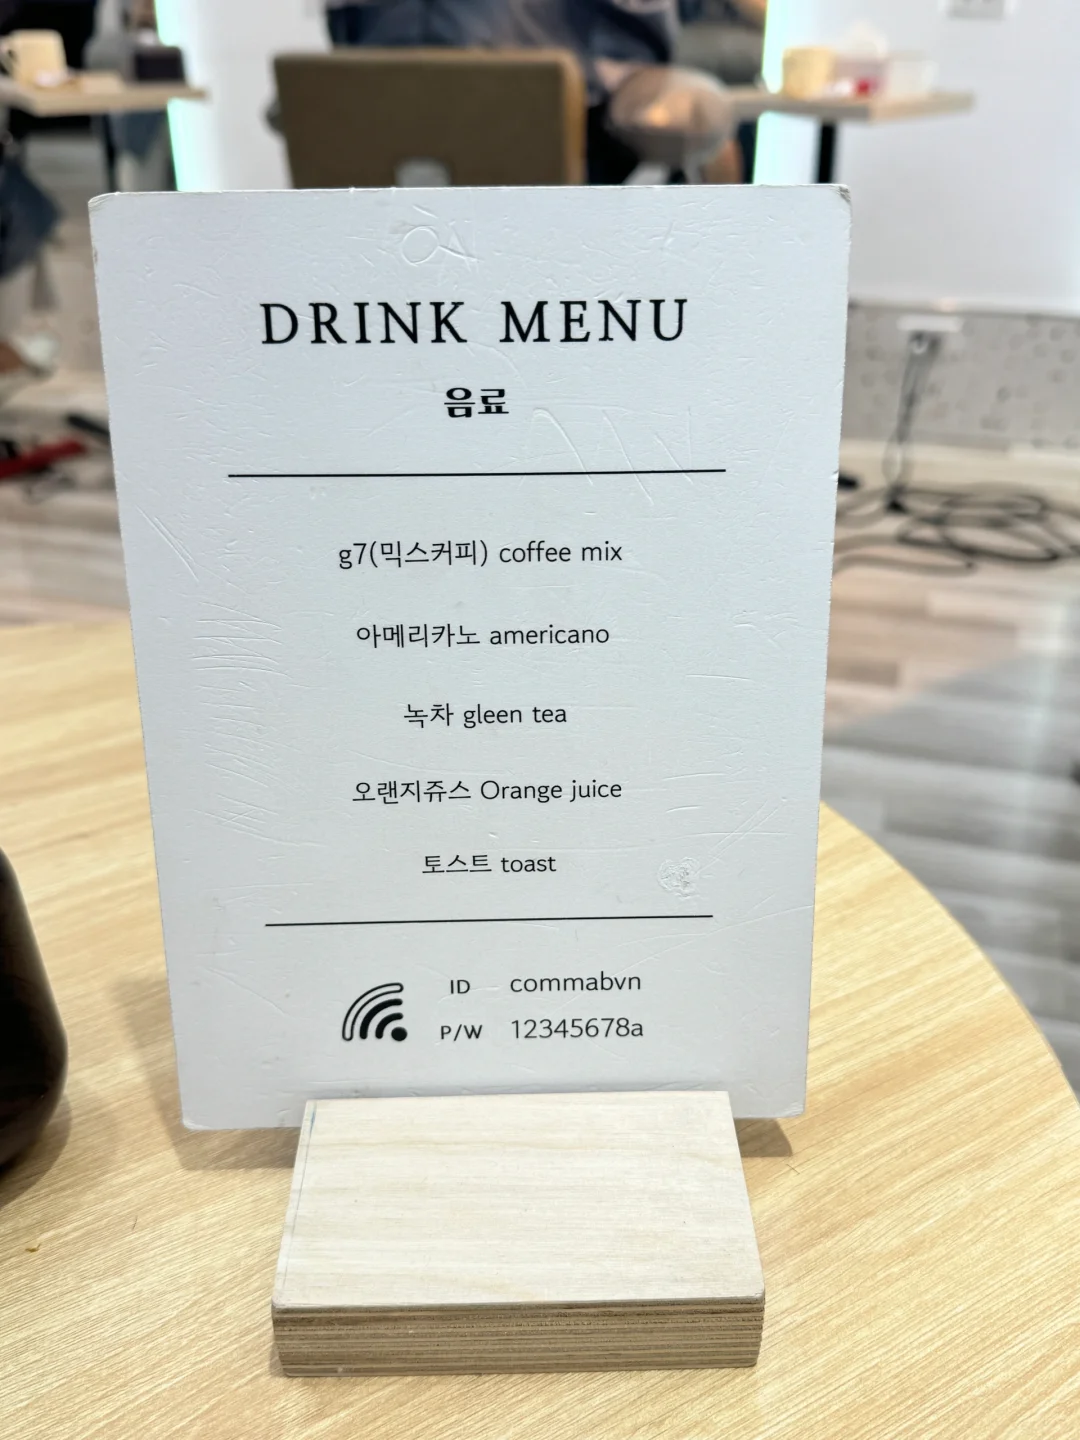 DRINK MENU
음료
g7(믹스커피) coffee mix
아메리카노 americano
녹차 gleen tea
오랜지쥬스 Orange juice
토스트 toast
ID commabvn
P/W 12345678a